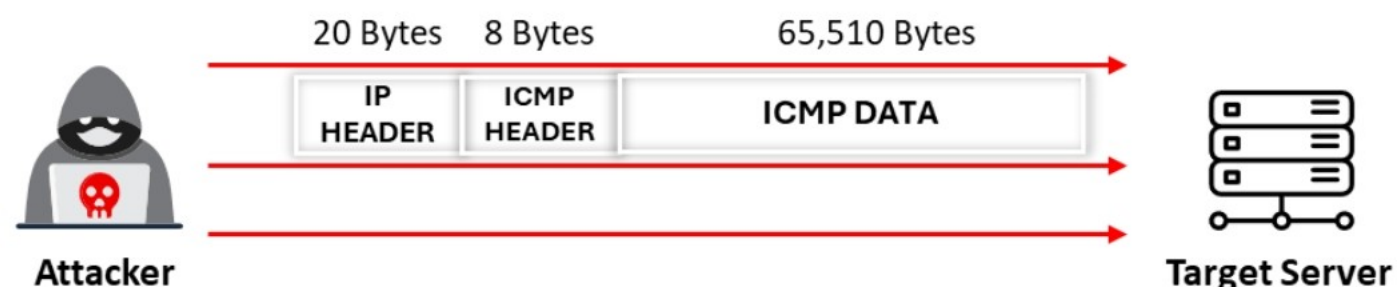 20 Bytes 8 Bytes 65,510 Bytes
IP
HEADER
ICMP
HEADER
ICMP DATA
Attacker
Target Server